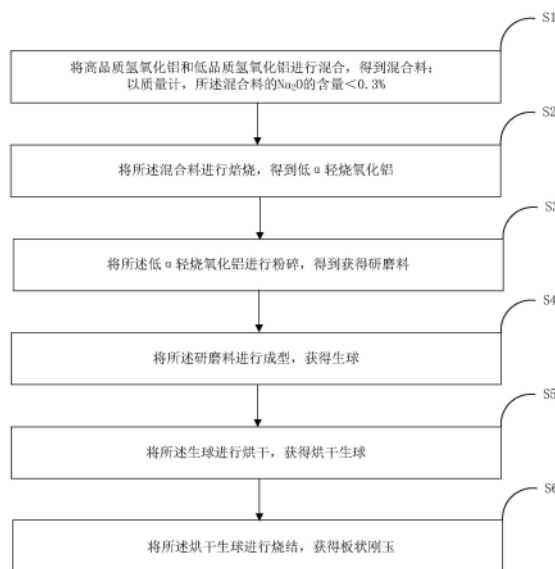 S1
将高品质氢氧化铝和低品质氢氧化铝进行混合，得到混合料；
以质量计，所述混合料的Na₂O的含量＜0.3%
S2
将所述混合料进行焙烧，得到低α轻烧氧化铝
S3
将所述低α轻烧氧化铝进行粉碎，得到获得研磨料
S4
将所述研磨料进行成型，获得生球
S5
将所述生球进行烘干，获得烘干生球
S6
将所述烘干生球进行烧结，获得板状刚玉